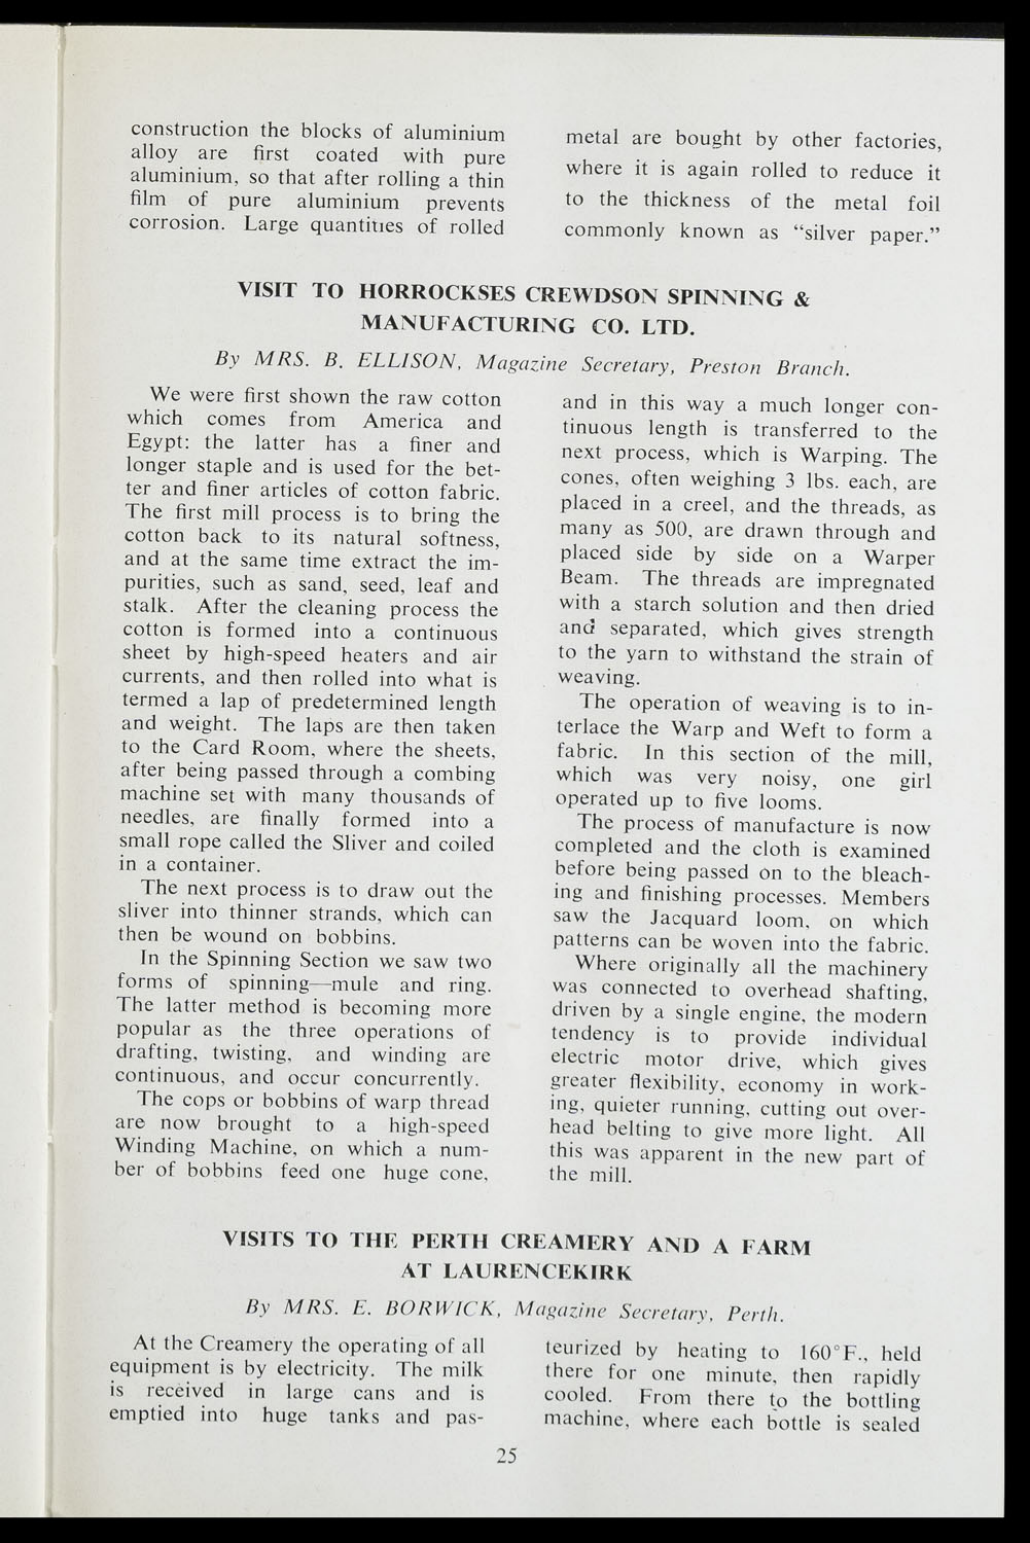 construction the blocks of aluminium
alloy are first coated with pure
aluminium, so that after rolling a thin
film of pure aluminium prevents
corrosion. Large quantities of rolled
metal are bought by other factories,
where it is again rolled to reduce it
to the thickness of the metal foil
commonly known as “silver paper.”
VISIT TO HORROCKSES CREWDSON SPINNING &
MANUFACTURING CO. LTD.
By MRS. B. ELLISON, Magazine Secretary, Preston Branch.
We were first shown the raw cotton
which comes from America and
Egypt: the latter has a finer and
longer staple and is used for the bet-
ter and finer articles of cotton fabric.
The first mill process is to bring the
cotton back to its natural softness,
and at the same time extract the im-
purities, such as sand, seed, leaf and
stalk. After the cleaning process the
cotton is formed into a continuous
sheet by high-speed heaters and air
currents, and then rolled into what is
termed a lap of predetermined length
and weight. The laps are then taken
to the Card Room, where the sheets,
after being passed through a combing
machine set with many thousands of
needles, are finally formed into a
small rope called the Sliver and coiled
in a container.
The next process is to draw out the
sliver into thinner strands, which can
then be wound on bobbins.
In the Spinning Section we saw two
forms of spinning—mule and ring.
The latter method is becoming more
popular as the three operations of
drafting, twisting, and winding are
continuous, and occur concurrently.
The cops or bobbins of warp thread
are now brought to a high-speed
Winding Machine, on which a num-
ber of bobbins feed one huge cone,
and in this way a much longer con-
tinuous length is transferred to the
next process, which is Warping. The
cones, often weighing 3 lbs. each, are
placed in a creel, and the threads, as
many as 500, are drawn through and
placed side by side on a Warper
Beam. The threads are impregnated
with a starch solution and then dried
and separated, which gives strength
to the yarn to withstand the strain of
weaving.
The operation of weaving is to in-
terlace the Warp and Weft to form a
fabric. In this section of the mill,
which was very noisy, one girl
operated up to five looms.
The process of manufacture is now
completed and the cloth is examined
before being passed on to the bleach-
ing and finishing processes. Members
saw the Jacquard loom, on which
patterns can be woven into the fabric.
Where originally all the machinery
was connected to overhead shafting,
driven by a single engine, the modern
tendency is to provide individual
electric motor drive, which gives
greater flexibility, economy in work-
ing, quieter running, cutting out over-
head belting to give more light. All
this was apparent in the new part of
the mill.
VISITS TO THE PERTH CREAMERY AND A FARM
AT LAURENCEKIRK
By MRS. E. BORWICK, Magazine Secretary, Perth.
At the Creamery the operating of all
equipment is by electricity. The milk
is received in large cans and is
emptied into huge tanks and pas-
teurized by heating to 160°F., held
there for one minute, then rapidly
cooled. From there to the bottling
machine, where each bottle is sealed
25